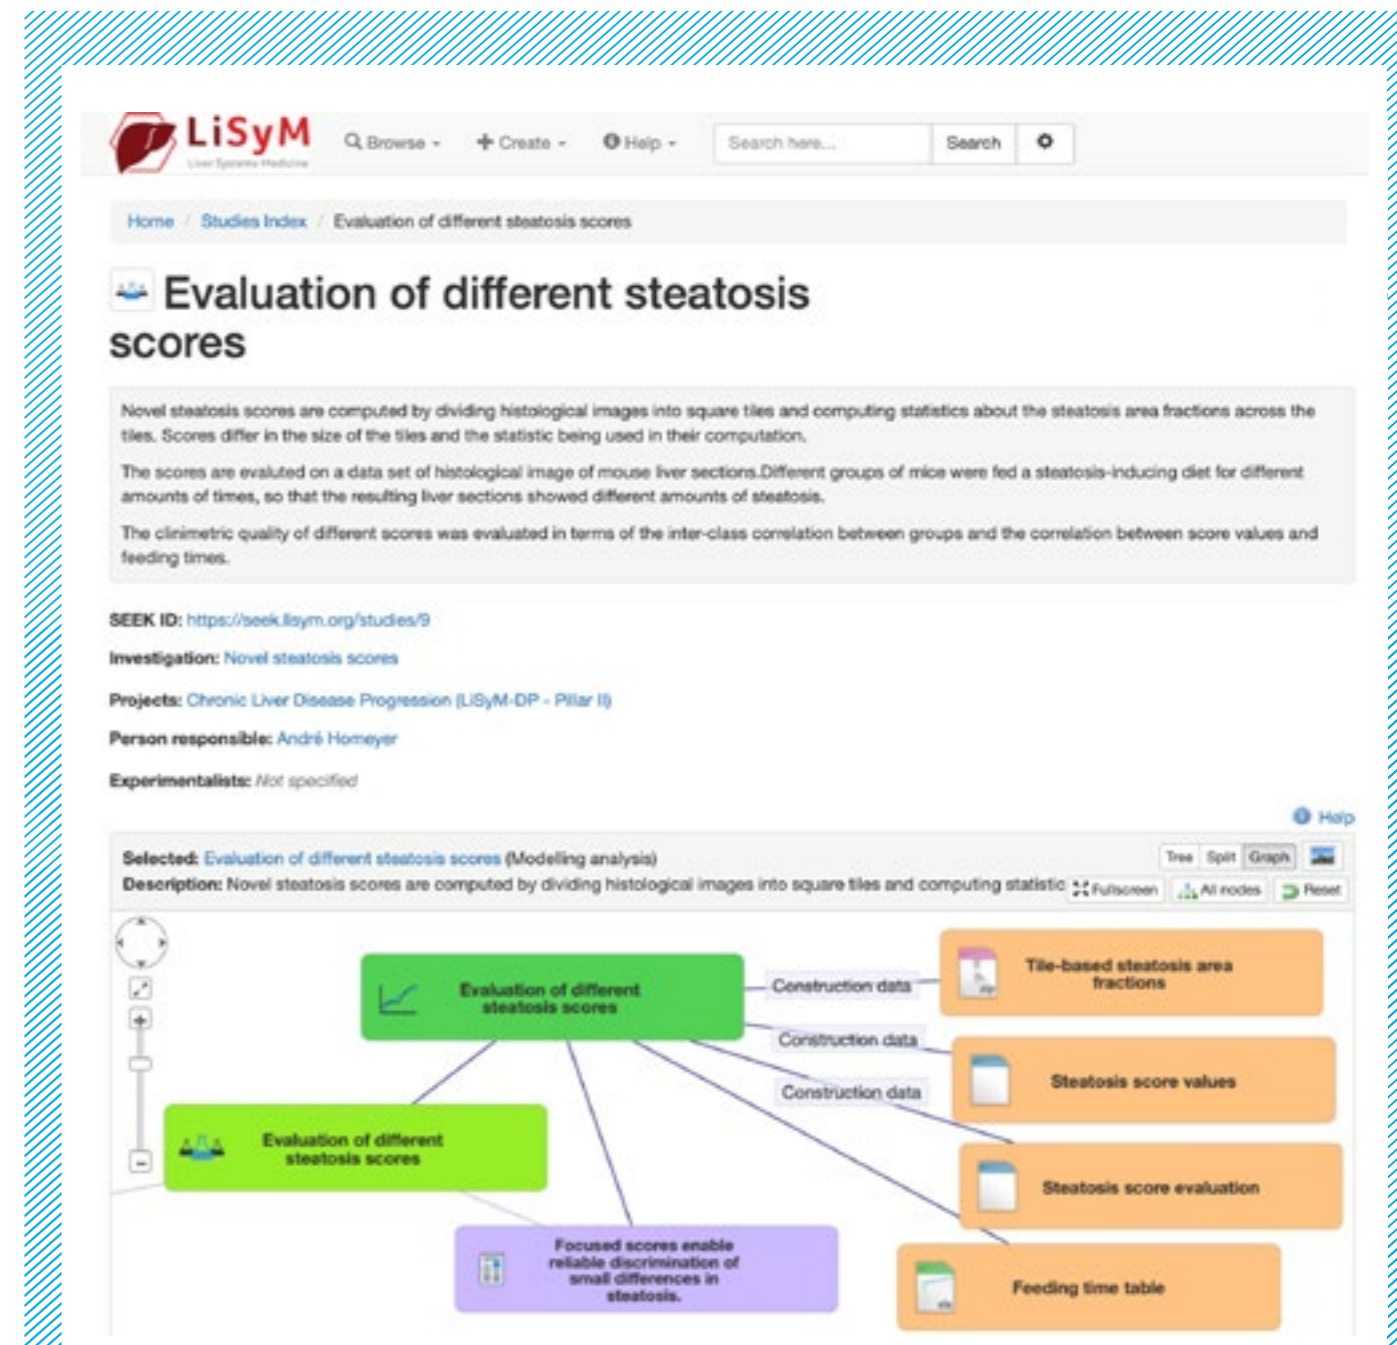 LiSyM
Liver Systems Medicine
Browse
Create
Help
Search here...
Search
Home / Studies Index / Evaluation of different steatosis scores
Evaluation of different steatosis
scores
Novel steatosis scores are computed by dividing histological images into square tiles and computing statistics about the steatosis area fractions across the
tiles. Scores differ in the size of the tiles and the statistic being used in their computation.
The scores are evaluted on a data set of histological image of mouse liver sections.Different groups of mice were fed a steatosis-inducing diet for different
amounts of times, so that the resulting liver sections showed different amounts of steatosis.
The clinimetric quality of different scores was evaluated in terms of the inter-class correlation between groups and the correlation between score values and
feeding times.
SEEK ID: https://seek.lisym.org/studies/9
Investigation: Novel steatosis scores
Projects: Chronic Liver Disease Progression (LiSyM-DP - Pillar II)
Person responsible: André Homeyer
Experimentalists: Not specified
Help
Selected: Evaluation of different steatosis scores (Modelling analysis)
Tree Split Graph
Description: Novel steatosis scores are computed by dividing histological images into square tiles and computing statistic
Fullscreen All nodes Reset
Evaluation of different
steatosis scores
Construction data
Tile-based steatosis area
fractions
Construction data
Steatosis score values
Construction data
Evaluation of different
steatosis scores
Steatosis score evaluation
Focused scores enable
reliable discrimination of
small differences in
steatosis.
Feeding time table